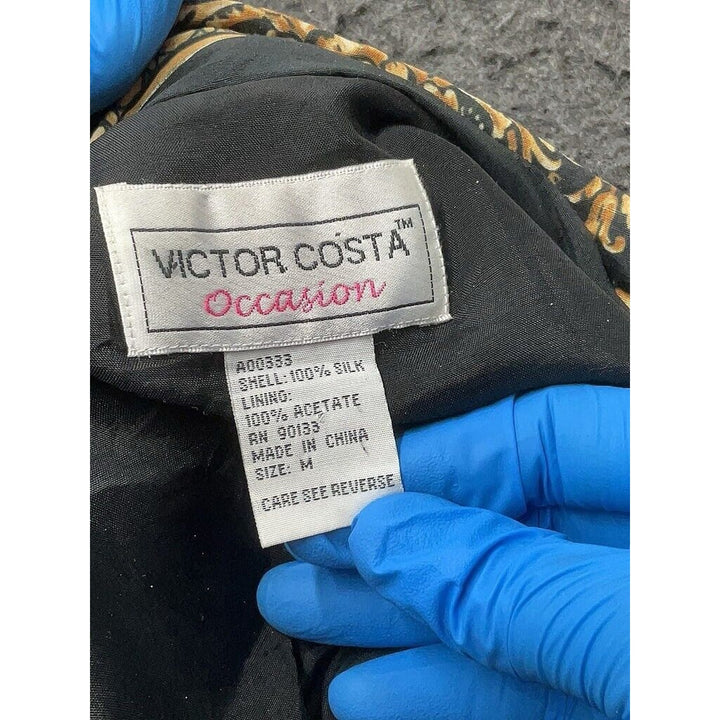 VICTOR COSTA™
Occasion
A00333
SHELL: 100% SILK
LINING:
100% ACETATE
RN 90133
MADE IN CHINA
SIZE: M
CARE SEE REVERSE